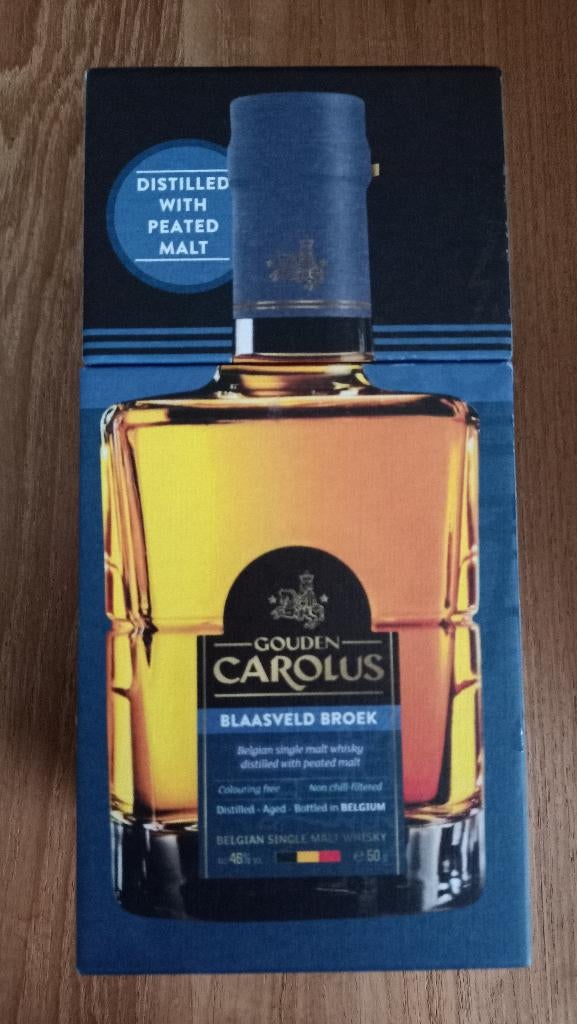 DISTILLED
WITH
PEATED
MALT
GOUDEN
CAROLUS
BLAASVELD BROEK
Belgian single malt whisky
distilled with peated malt
Colouring free
Non chill-filtered
Distilled - Aged - Bottled in BELGIUM
BELGIAN SINGLE MALT WHISKY
46% vol
e 50